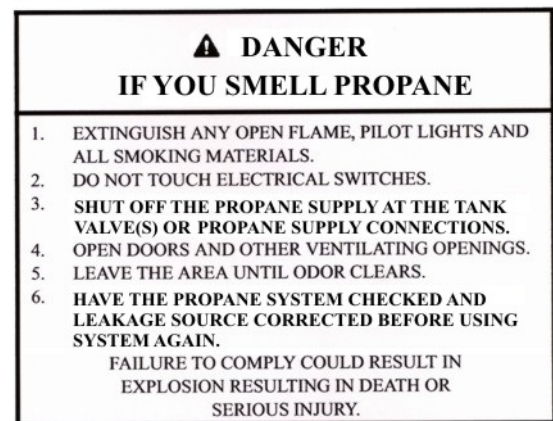 ⚠ DANGER
IF YOU SMELL PROPANE
1. EXTINGUISH ANY OPEN FLAME, PILOT LIGHTS AND
ALL SMOKING MATERIALS.
2. DO NOT TOUCH ELECTRICAL SWITCHES.
3. SHUT OFF THE PROPANE SUPPLY AT THE TANK
VALVE(S) OR PROPANE SUPPLY CONNECTIONS.
4. OPEN DOORS AND OTHER VENTILATING OPENINGS.
5. LEAVE THE AREA UNTIL ODOR CLEARS.
6. HAVE THE PROPANE SYSTEM CHECKED AND
LEAKAGE SOURCE CORRECTED BEFORE USING
SYSTEM AGAIN.
FAILURE TO COMPLY COULD RESULT IN
EXPLOSION RESULTING IN DEATH OR
SERIOUS INJURY.